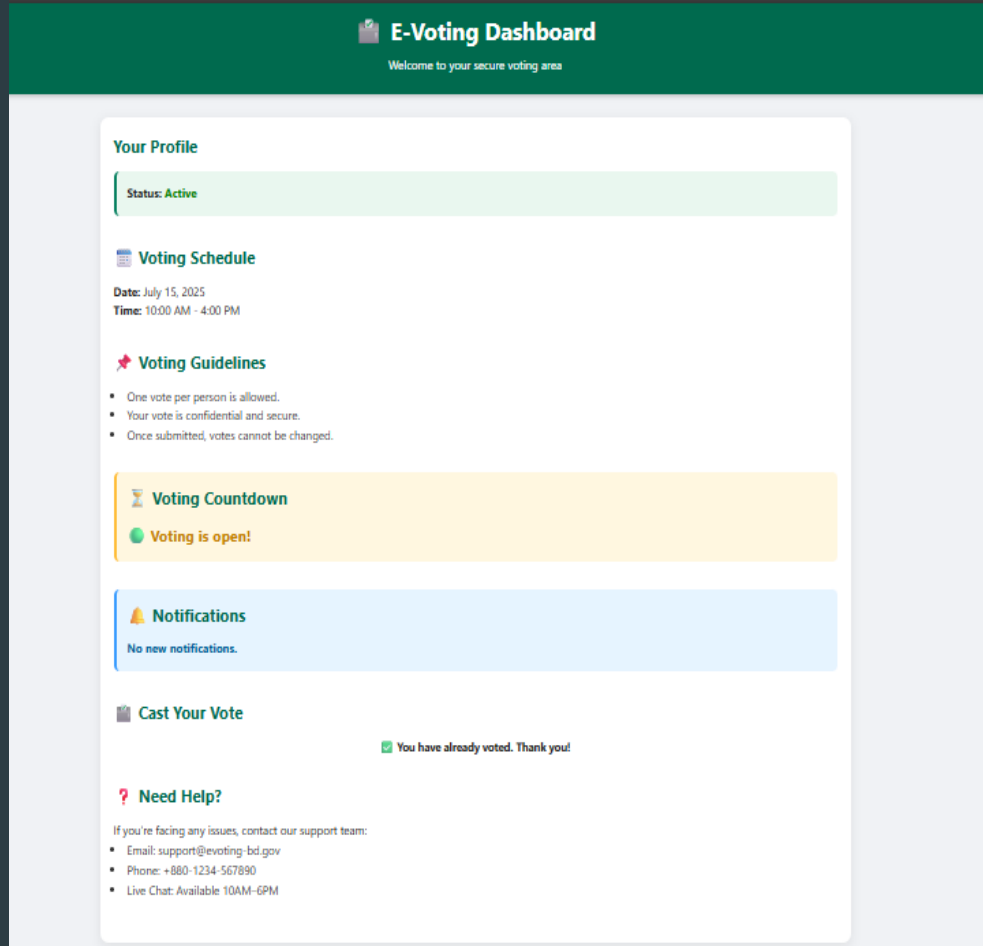 E-Voting Dashboard
Welcome to your secure voting area
Your Profile
Status: Active
Voting Schedule
Date: July 15, 2025
Time: 10:00 AM - 4:00 PM
Voting Guidelines
One vote per person is allowed.
Your vote is confidential and secure.
Once submitted, votes cannot be changed.
Voting Countdown
Voting is open!
Notifications
No new notifications.
Cast Your Vote
You have already voted. Thank you!
Need Help?
If you're facing any issues, contact our support team:
Email: support@evoting-bd.gov
Phone: +880-1234-567890
Live Chat: Available 10AM–6PM